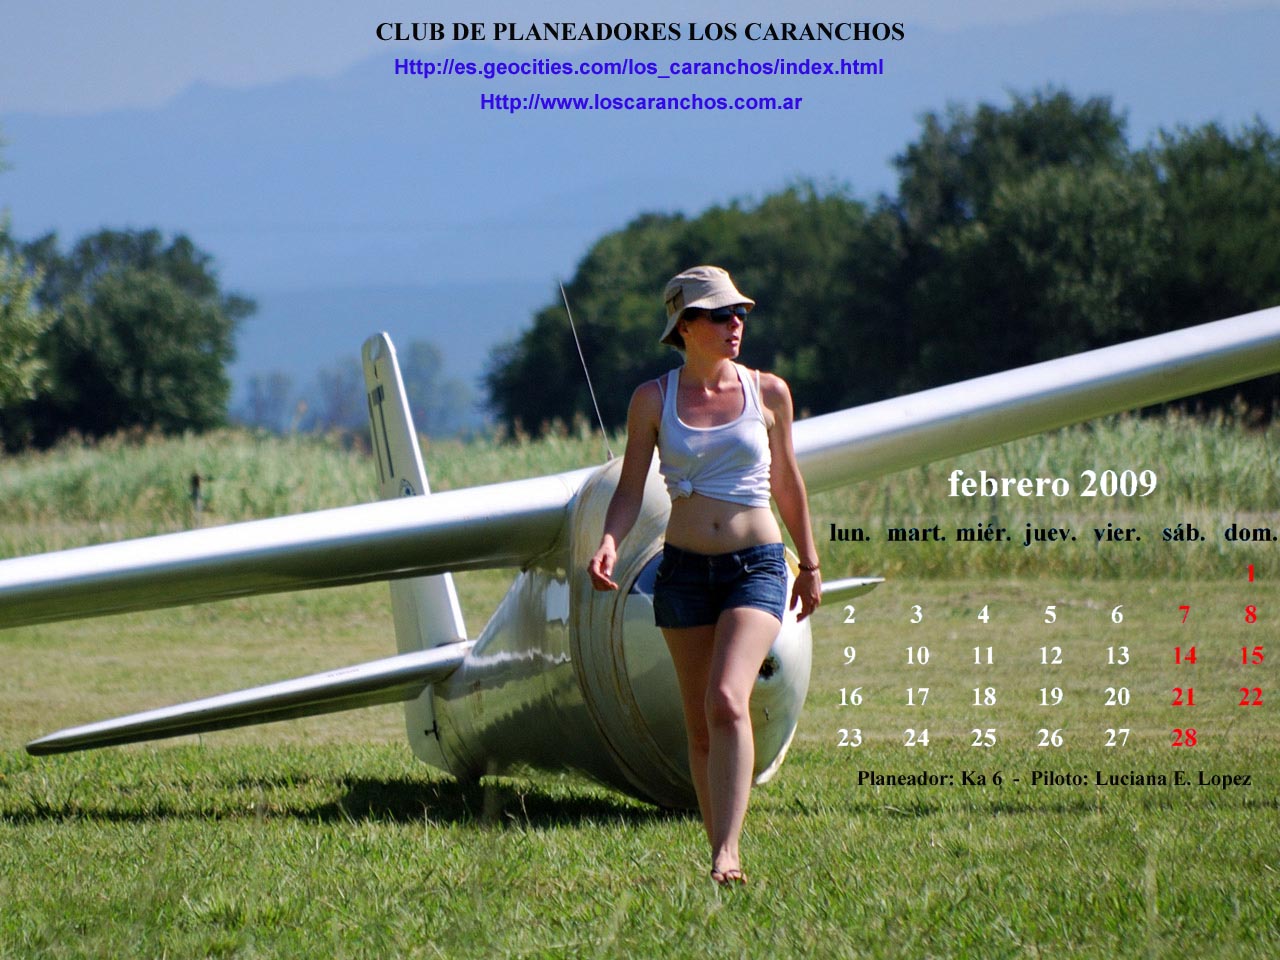 CLUB DE PLANEADORES LOS CARANCHOS
Http://es.geocities.com/los_caranchos/index.html
Http://www.loscaranchos.com.ar
T
febrero 2009
lun. mart. miér. juev. vier. sáb. dom.
1
2 3 4 5 6 7 8
9 10 11 12 13 14 15
16 17 18 19 20 21 22
23 24 25 26 27 28
Planeador: Ka 6 - Piloto: Luciana E. Lopez